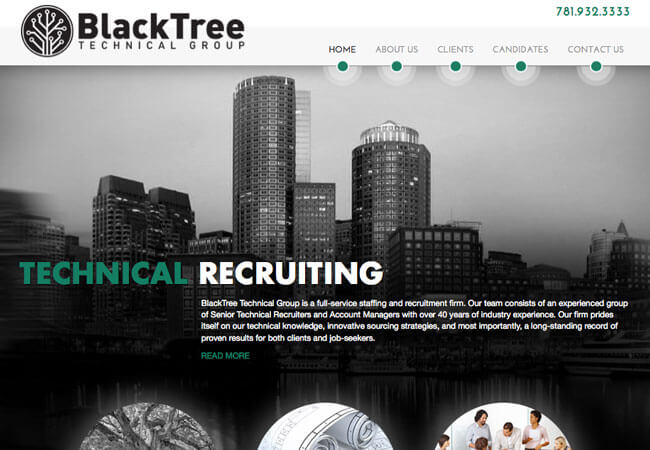 781.932.3333
BlackTree
TECHNICAL GROUP
HOME ABOUT US CLIENTS CANDIDATES CONTACT US
TECHNICAL RECRUITING
BlackTree Technical Group is a full-service staffing and recruitment firm. Our team consists of an experienced group
of Senior Technical Recruiters and Account Managers with over 40 years of industry experience. Our firm prides
itself on our technical knowledge, innovative sourcing strategies, and most importantly, a long-standing record of
proven results for both clients and job-seekers.
READ MORE